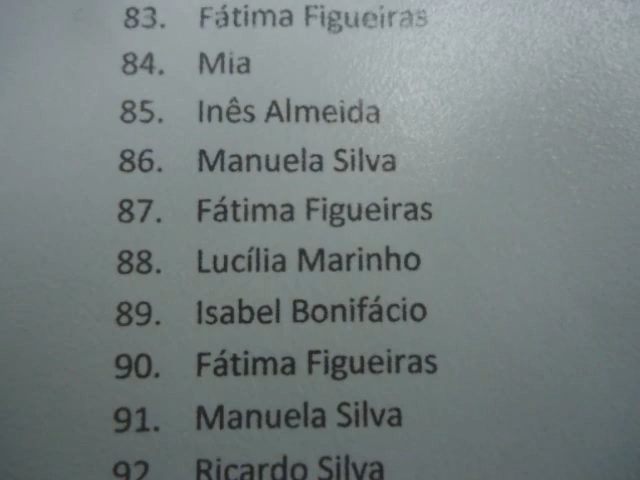 83. Fátima Figueiras
84. Mia
85. Inês Almeida
86. Manuela Silva
87. Fátima Figueiras
88. Lucília Marinho
89. Isabel Bonifácio
90. Fátima Figueiras
91. Manuela Silva
92 Ricardo Silva